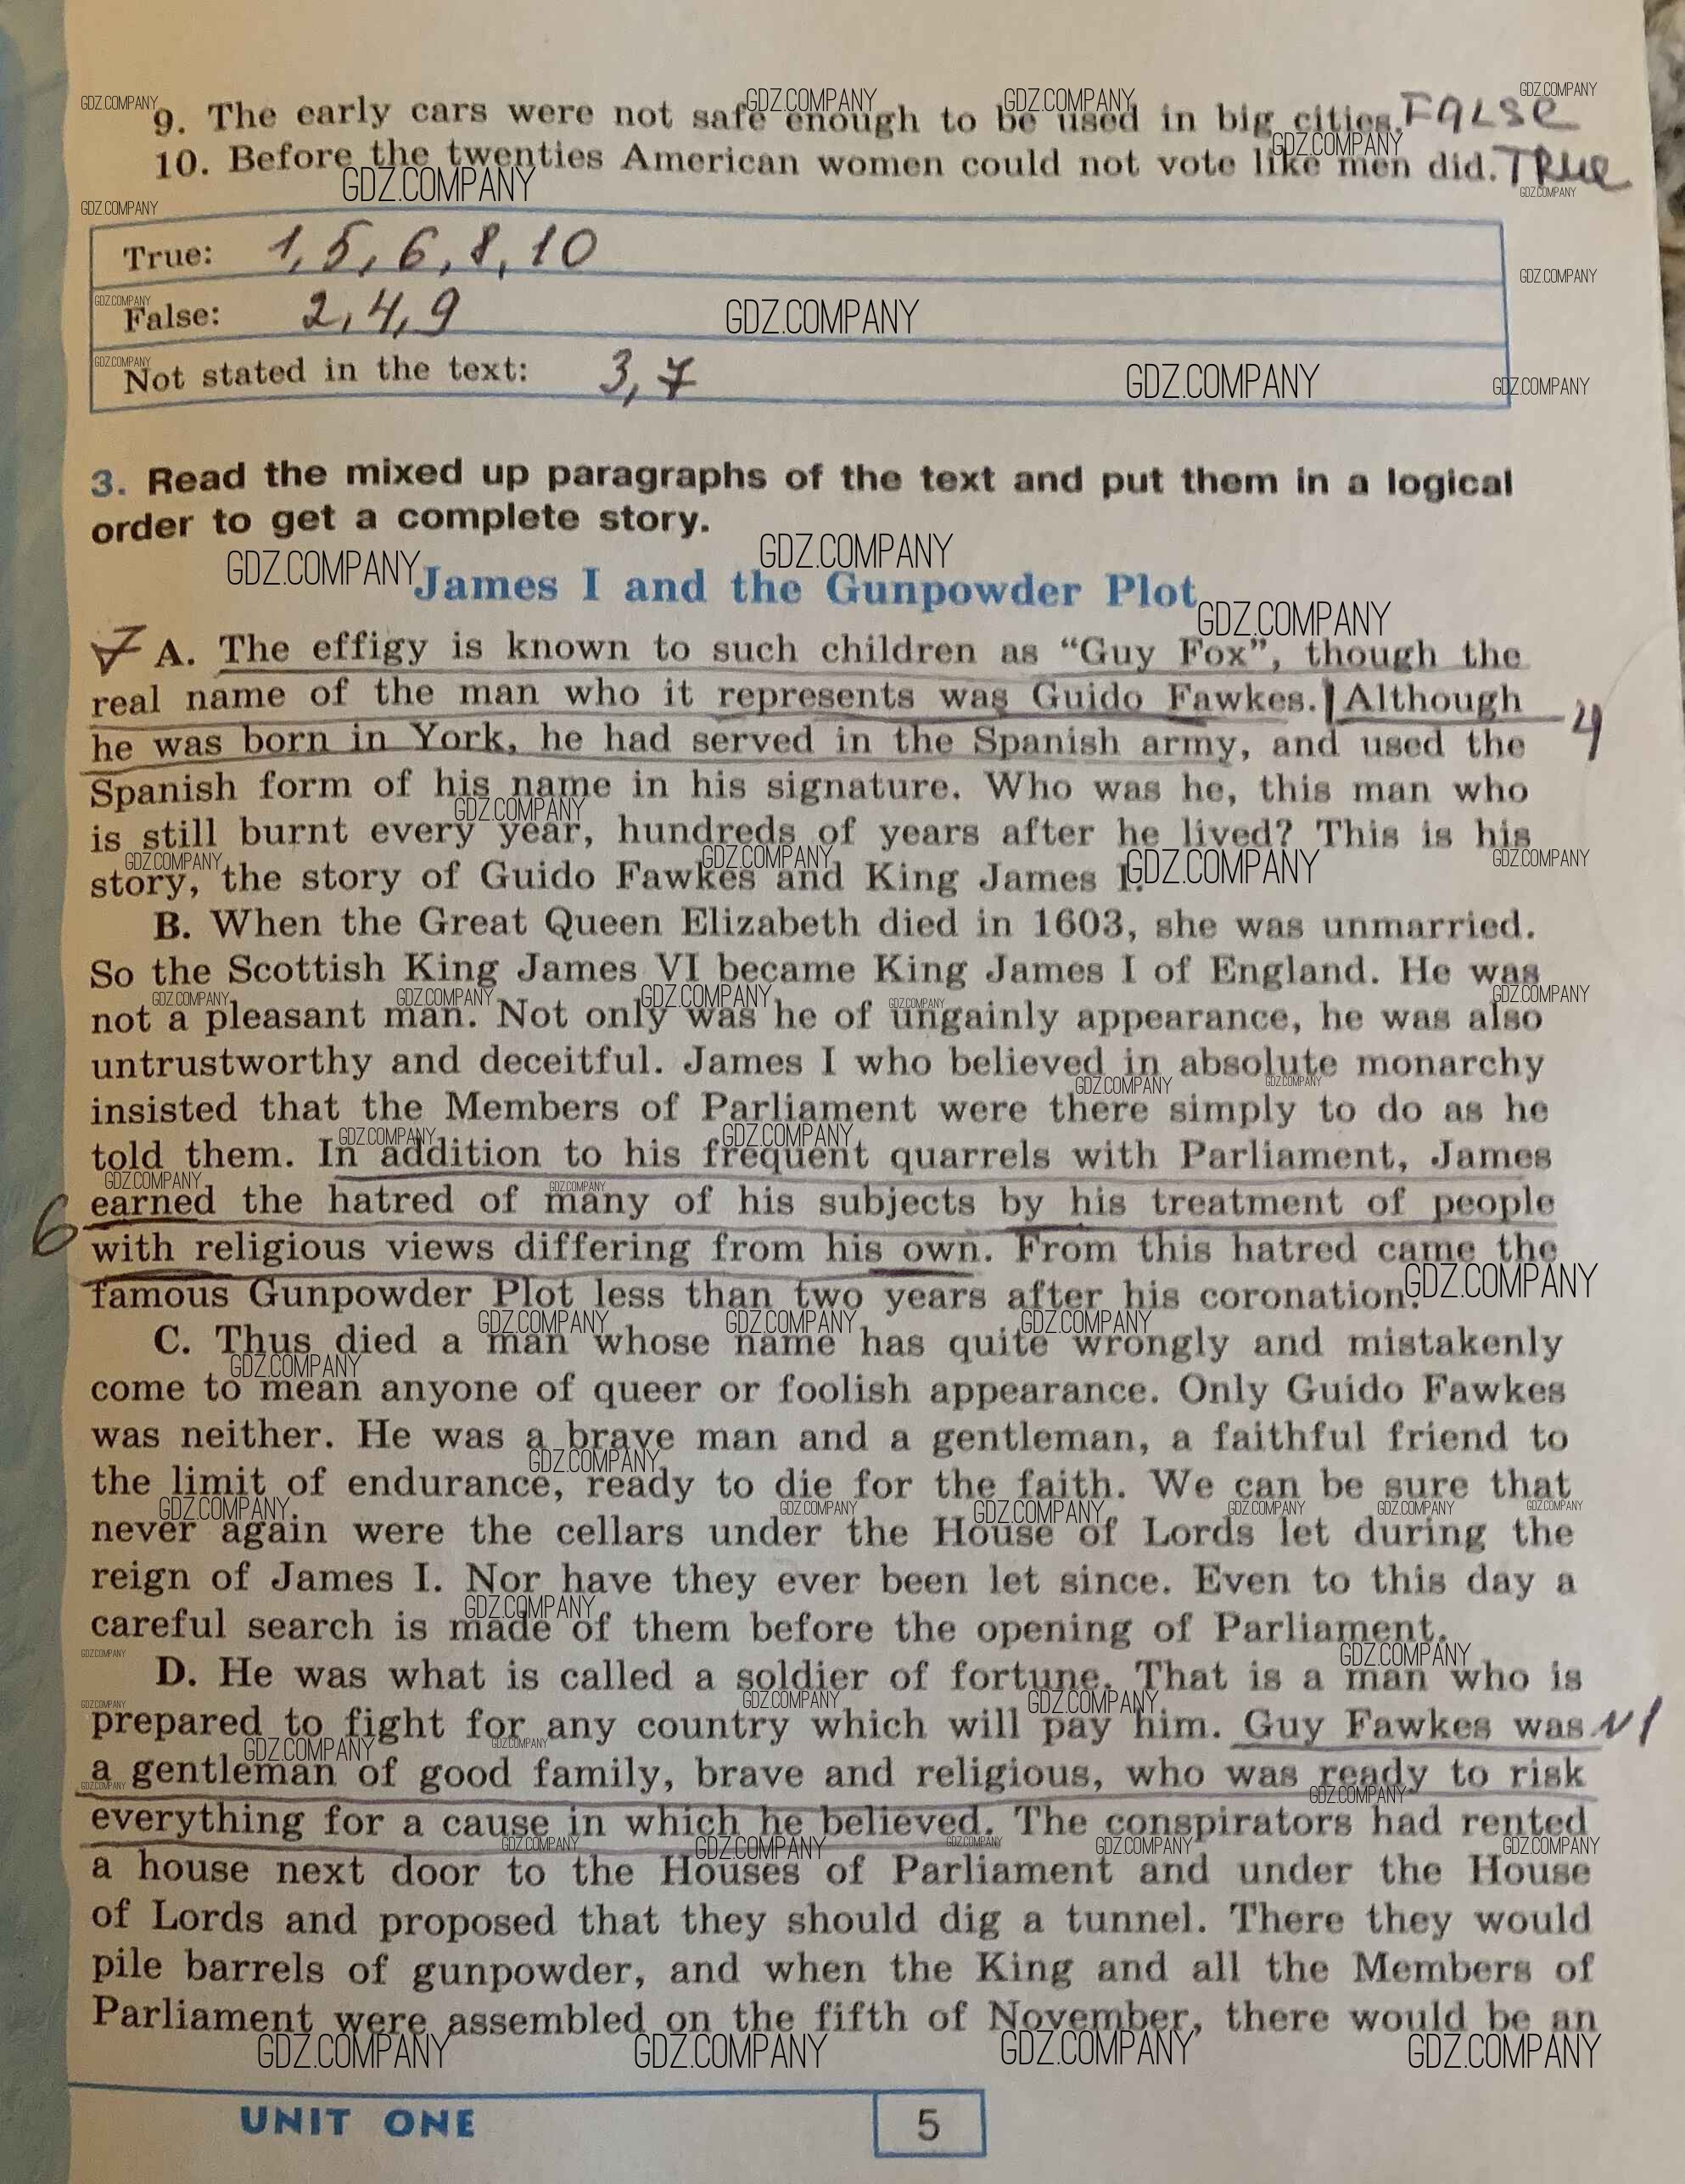 9. The early cars were not safe enough to be used in big cities. FALSE
10. Before the twenties American women could not vote like men did. TRUE
True: 1, 5, 6, 8, 10
False: 2, 4, 9
Not stated in the text: 3, 7
3. Read the mixed up paragraphs of the text and put them in a logical
order to get a complete story.
James I and the Gunpowder Plot
7 A. The effigy is known to such children as “Guy Fox”, though the
real name of the man who it represents was Guido Fawkes. Although
he was born in York, he had served in the Spanish army, and used the 4
Spanish form of his name in his signature. Who was he, this man who
is still burnt every year, hundreds of years after he lived? This is his
story, the story of Guido Fawkes and King James I.
B. When the Great Queen Elizabeth died in 1603, she was unmarried.
So the Scottish King James VI became King James I of England. He was
not a pleasant man. Not only was he of ungainly appearance, he was also
untrustworthy and deceitful. James I who believed in absolute monarchy
insisted that the Members of Parliament were there simply to do as he
told them. In addition to his frequent quarrels with Parliament, James
6 earned the hatred of many of his subjects by his treatment of people
with religious views differing from his own. From this hatred came the
famous Gunpowder Plot less than two years after his coronation.
C. Thus died a man whose name has quite wrongly and mistakenly
come to mean anyone of queer or foolish appearance. Only Guido Fawkes
was neither. He was a brave man and a gentleman, a faithful friend to
the limit of endurance, ready to die for the faith. We can be sure that
never again were the cellars under the House of Lords let during the
reign of James I. Nor have they ever been let since. Even to this day a
careful search is made of them before the opening of Parliament.
D. He was what is called a soldier of fortune. That is a man who is
prepared to fight for any country which will pay him. Guy Fawkes was N1
a gentleman of good family, brave and religious, who was ready to risk
everything for a cause in which he believed. The conspirators had rented
a house next door to the Houses of Parliament and under the House
of Lords and proposed that they should dig a tunnel. There they would
pile barrels of gunpowder, and when the King and all the Members of
Parliament were assembled on the fifth of November, there would be an
GDZ.COMPANY GDZ.COMPANY GDZ.COMPANY GDZ.COMPANY
UNIT ONE 5